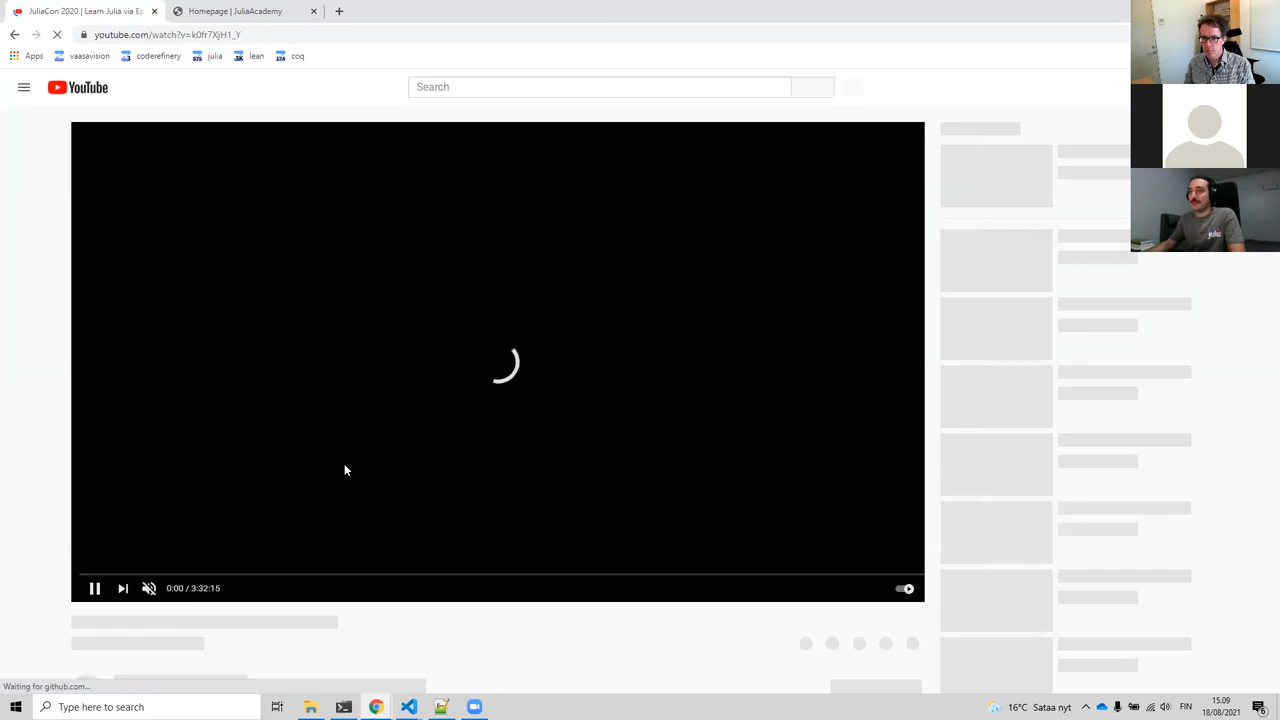 JuliaCon 2020 | Learn Julia via Ep
Homepage | JuliaAcademy
youtube.com/watch?v=k0fr7XjH1_Y
Apps
vaasavision
coderefinery
julia
lean
coq
YouTube
Search
0:00 / 3:32:15
Waiting for github.com...
Type here to search
16°C Sataa nyt
FIN
15.09
18/08/2021